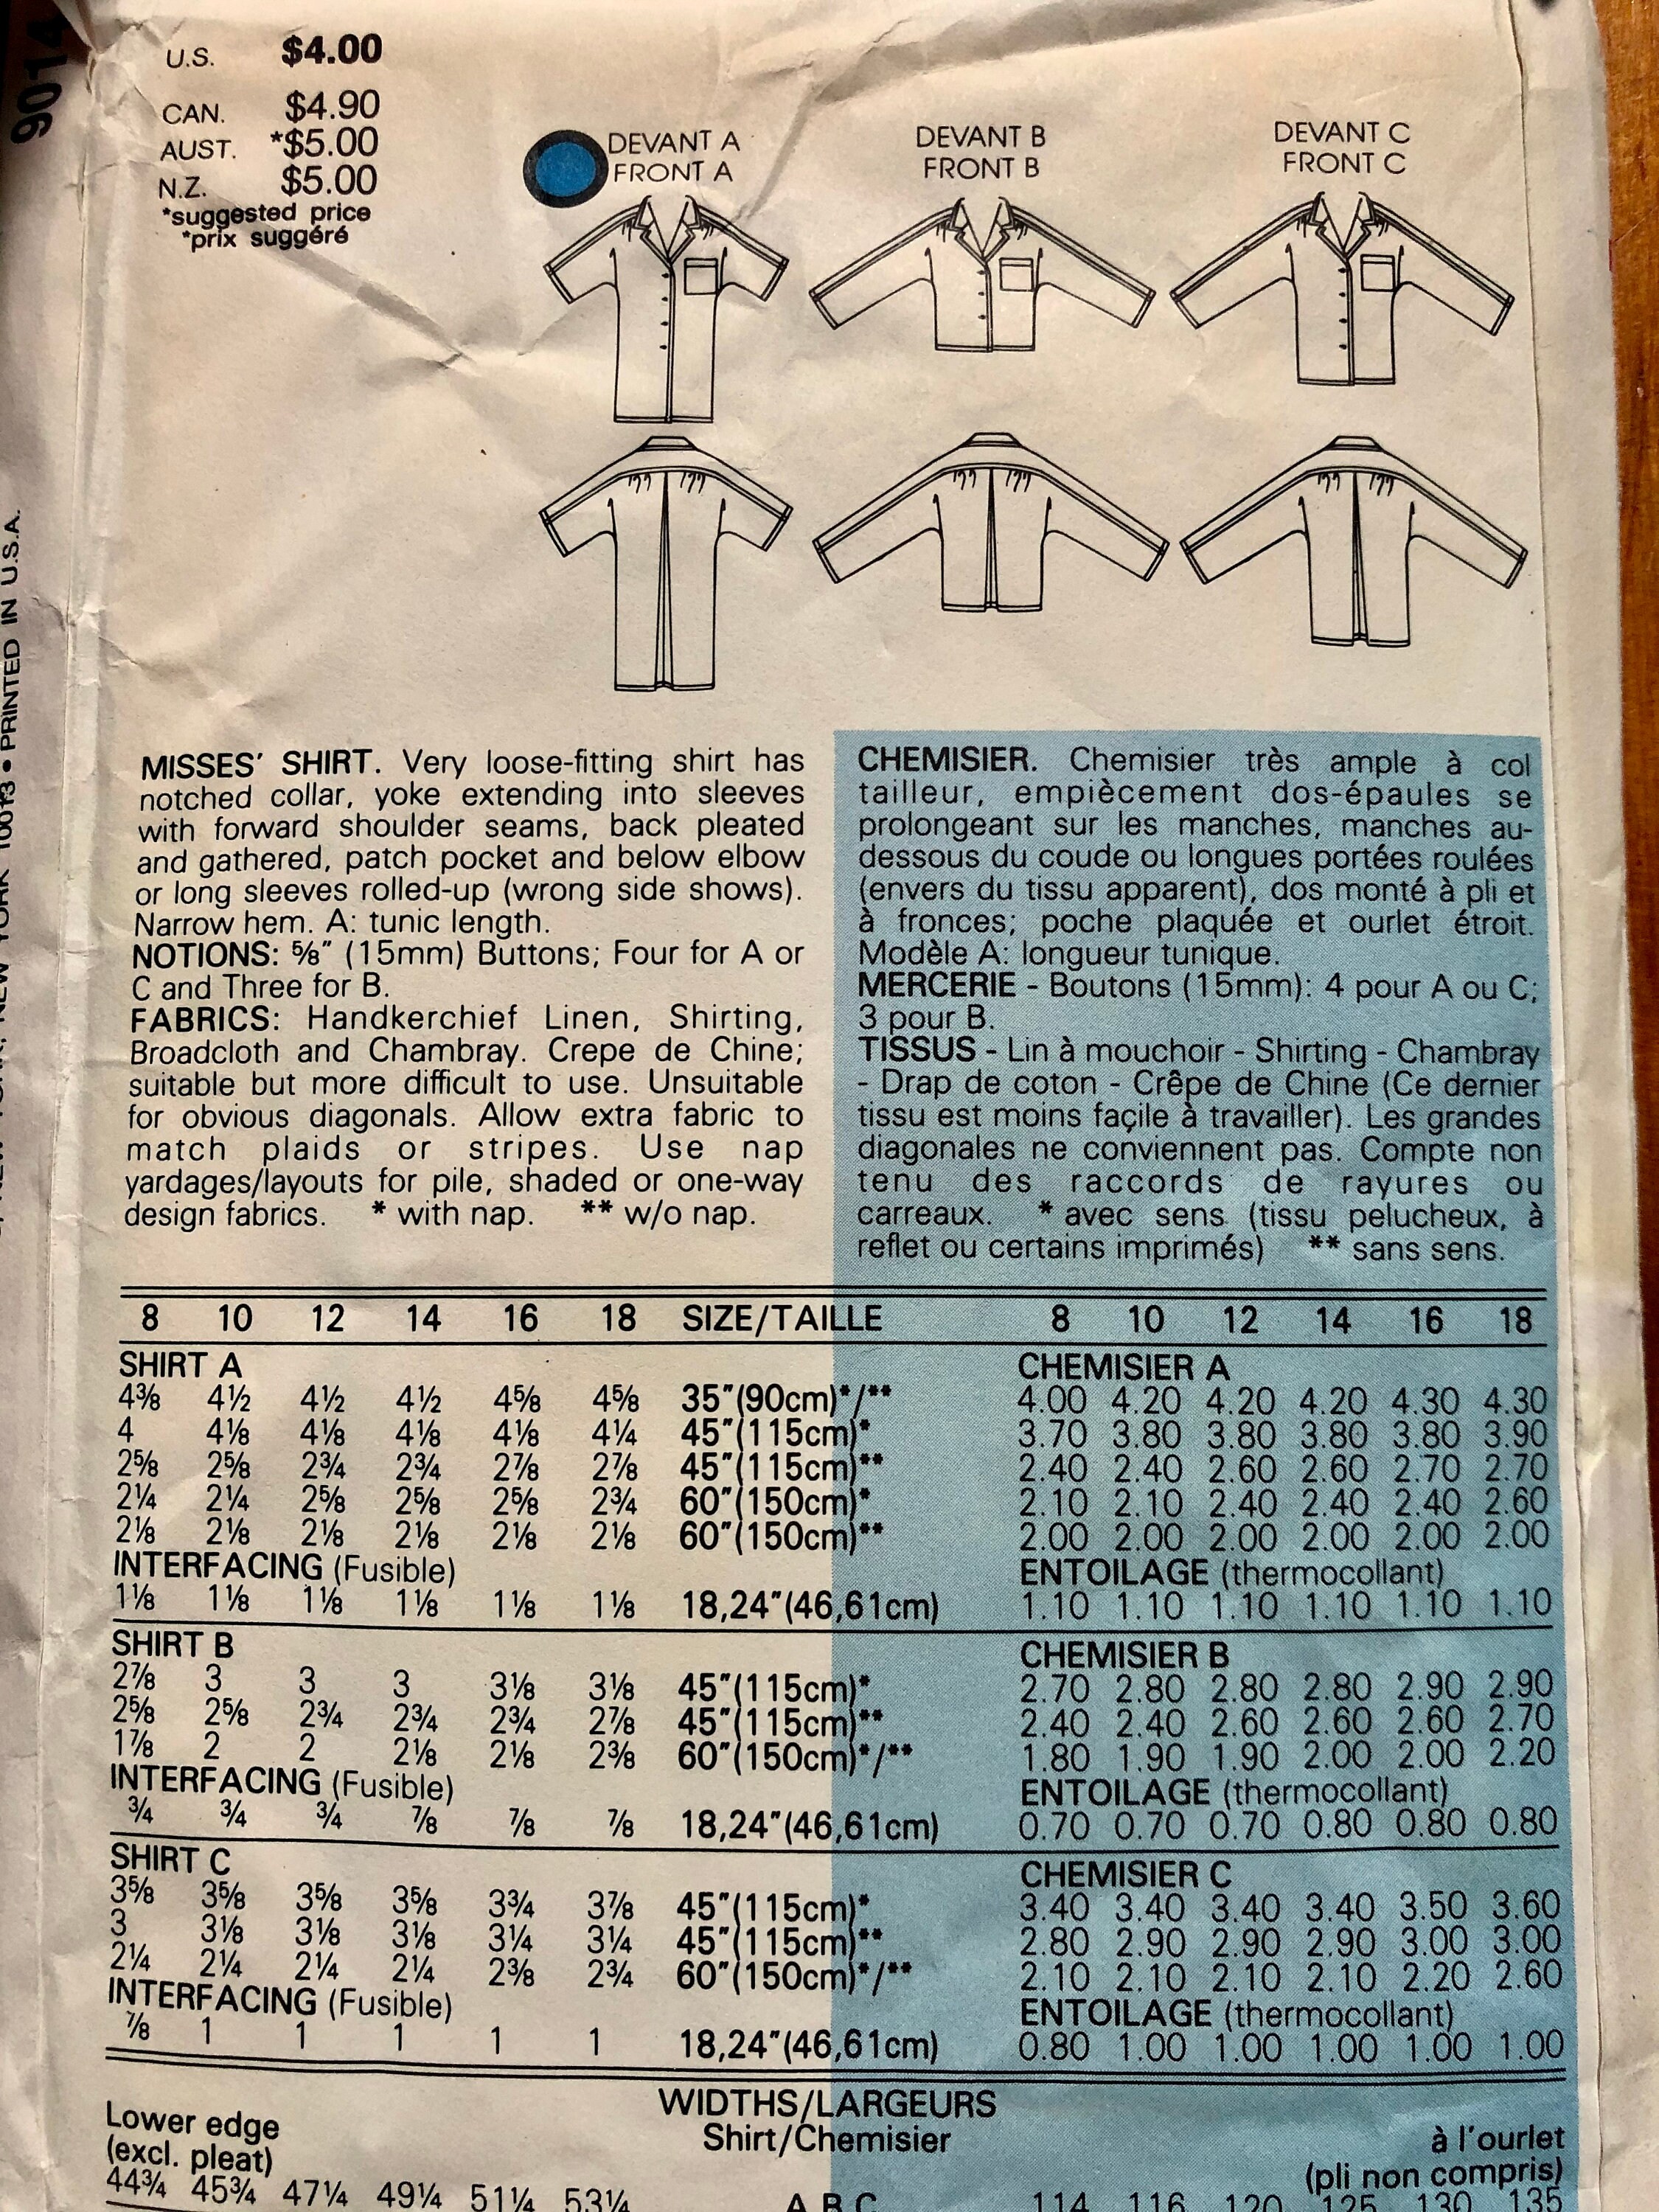 9014
U.S. $4.00
CAN. $4.90
AUST. *$5.00
N.Z. $5.00
*suggested price
*prix suggéré
DEVANT A
FRONT A
DEVANT B
FRONT B
DEVANT C
FRONT C
NEW YORK 10013 • PRINTED IN U.S.A.
MISSES' SHIRT. Very loose-fitting shirt has
notched collar, yoke extending into sleeves
with forward shoulder seams, back pleated
and gathered, patch pocket and below elbow
or long sleeves rolled-up (wrong side shows).
Narrow hem. A: tunic length.
NOTIONS: ⅝" (15mm) Buttons; Four for A or
C and Three for B.
FABRICS: Handkerchief Linen, Shirting,
Broadcloth and Chambray. Crepe de Chine;
suitable but more difficult to use. Unsuitable
for obvious diagonals. Allow extra fabric to
match plaids or stripes. Use nap
yardages/layouts for pile, shaded or one-way
design fabrics. * with nap. ** w/o nap.
CHEMISIER. Chemisier très ample à col
tailleur, empiècement dos-épaules se
prolongeant sur les manches, manches au-
dessous du coude ou longues portées roulées
(envers du tissu apparent), dos monté à pli et
à fronces; poche plaquée et ourlet étroit.
Modèle A: longueur tunique.
MERCERIE - Boutons (15mm): 4 pour A ou C;
3 pour B.
TISSUS - Lin à mouchoir - Shirting - Chambray
- Drap de coton - Crêpe de Chine (Ce dernier
tissu est moins façile à travailler). Les grandes
diagonales ne conviennent pas. Compte non
tenu des raccords de rayures ou
carreaux. * avec sens (tissu pelucheux, à
reflet ou certains imprimés) ** sans sens.
8 10 12 14 16 18 SIZE/TAILLE 8 10 12 14 16 18
SHIRT A CHEMISIER A
4⅜ 4½ 4½ 4½ 4⅝ 4⅝ 35"(90cm)*/** 4.00 4.20 4.20 4.20 4.30 4.30
4 4⅛ 4⅛ 4⅛ 4⅛ 4¼ 45"(115cm)* 3.70 3.80 3.80 3.80 3.80 3.90
2⅝ 2⅝ 2¾ 2¾ 2⅞ 2⅞ 45"(115cm)** 2.40 2.40 2.60 2.60 2.70 2.70
2¼ 2¼ 2⅝ 2⅝ 2⅝ 2¾ 60"(150cm)* 2.10 2.10 2.40 2.40 2.40 2.60
2⅛ 2⅛ 2⅛ 2⅛ 2⅛ 2⅛ 60"(150cm)** 2.00 2.00 2.00 2.00 2.00 2.00
INTERFACING (Fusible) ENTOILAGE (thermocollant)
1⅛ 1⅛ 1⅛ 1⅛ 1⅛ 1⅛ 18,24"(46,61cm) 1.10 1.10 1.10 1.10 1.10 1.10
SHIRT B CHEMISIER B
2⅞ 3 3 3 3⅛ 3⅛ 45"(115cm)* 2.70 2.80 2.80 2.80 2.90 2.90
2⅝ 2⅝ 2¾ 2¾ 2¾ 2⅞ 45"(115cm)** 2.40 2.40 2.60 2.60 2.60 2.70
1⅞ 2 2 2⅛ 2⅛ 2⅜ 60"(150cm)*/** 1.80 1.90 1.90 2.00 2.00 2.20
INTERFACING (Fusible) ENTOILAGE (thermocollant)
¾ ¾ ¾ ⅞ ⅞ ⅞ 18,24"(46,61cm) 0.70 0.70 0.70 0.80 0.80 0.80
SHIRT C CHEMISIER C
3⅝ 3⅝ 3⅝ 3⅝ 3¾ 3⅞ 45"(115cm)* 3.40 3.40 3.40 3.40 3.50 3.60
3 3⅛ 3⅛ 3⅛ 3¼ 3¼ 45"(115cm)** 2.80 2.90 2.90 2.90 3.00 3.00
2¼ 2¼ 2¼ 2¼ 2⅜ 2¾ 60"(150cm)*/** 2.10 2.10 2.10 2.10 2.20 2.60
INTERFACING (Fusible) ENTOILAGE (thermocollant)
⅞ 1 1 1 1 1 18,24"(46,61cm) 0.80 1.00 1.00 1.00 1.00 1.00
WIDTHS/LARGEURS
Shirt/Chemisier
Lower edge
(excl. pleat)
à l'ourlet
(pli non compris)
44¾ 45¾ 47¼ 49¼ 51¼ 53¼ A B C 114 116 120 125 130 135